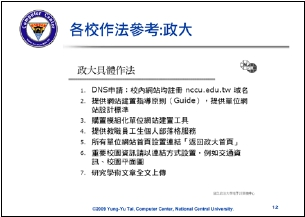 各校作法參考:政大
政大具體作法
1. DNS申請：校內網站均註冊 nccu.edu.tw 域名
2. 提供網站建置指導原則（Guide），提供單位網
站設計標準
3. 購置模組化單位網站建置工具
4. 提供教職員工生個人部落格服務
5. 所有單位網站首頁設置連結「返回政大首頁」
6. 重要校園資訊請以連結方式設置，例如交通資
訊、校園平面圖
7. 研究學術文章全文上傳
©2009 Yung-Yu Tai, Computer Center, National Central University
12